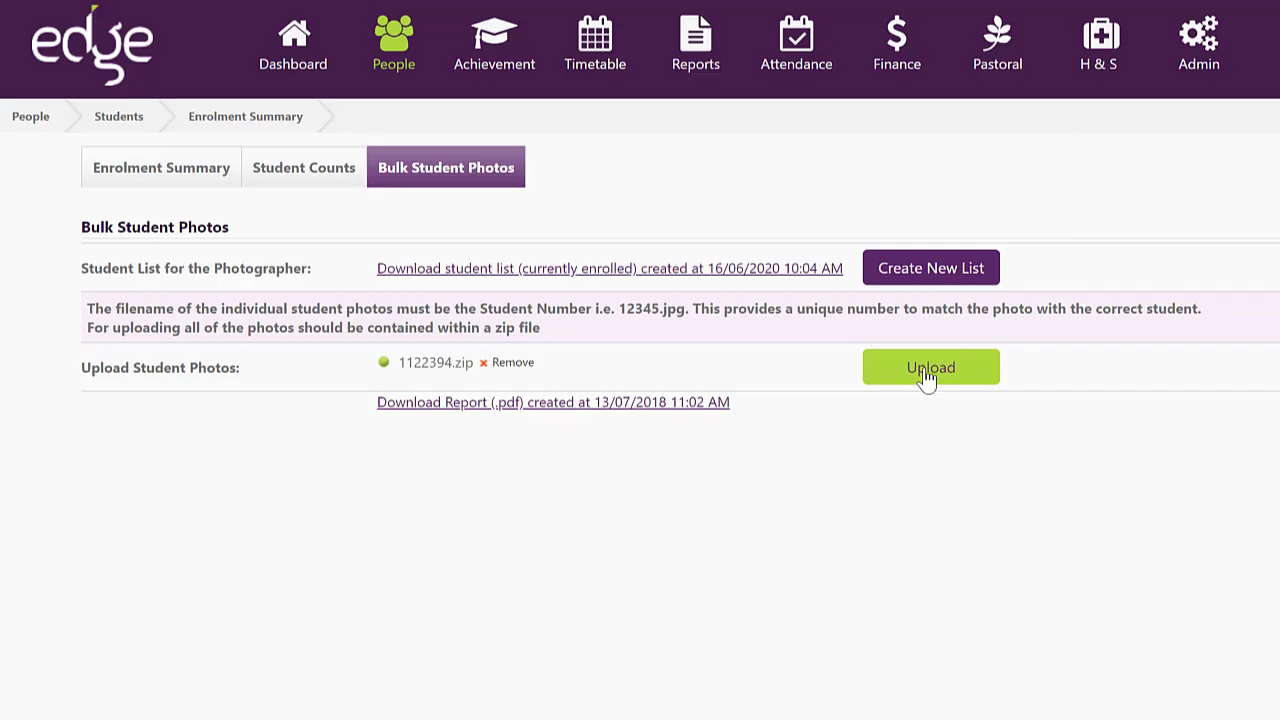 edge
Dashboard People Achievement Timetable Reports Attendance Finance Pastoral H & S Admin
People Students Enrolment Summary
Enrolment Summary Student Counts Bulk Student Photos
Bulk Student Photos
Student List for the Photographer: Download student list (currently enrolled) created at 16/06/2020 10:04 AM Create New List
The filename of the individual student photos must be the Student Number i.e. 12345.jpg. This provides a unique number to match the photo with the correct student.
For uploading all of the photos should be contained within a zip file
Upload Student Photos: 1122394.zip Remove Upload
Download Report (.pdf) created at 13/07/2018 11:02 AM